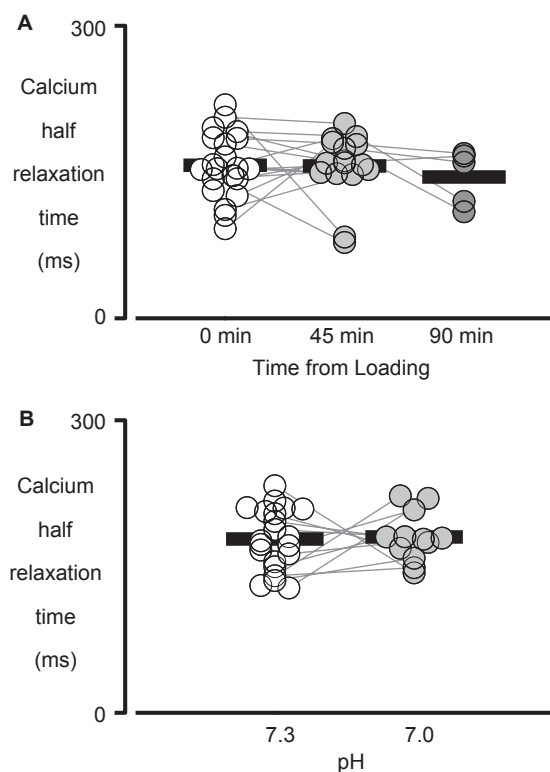 A
300
Calcium
half
relaxation
time
(ms)
0
0 min 45 min 90 min
Time from Loading
B
300
Calcium
half
relaxation
time
(ms)
0
7.3 7.0
pH